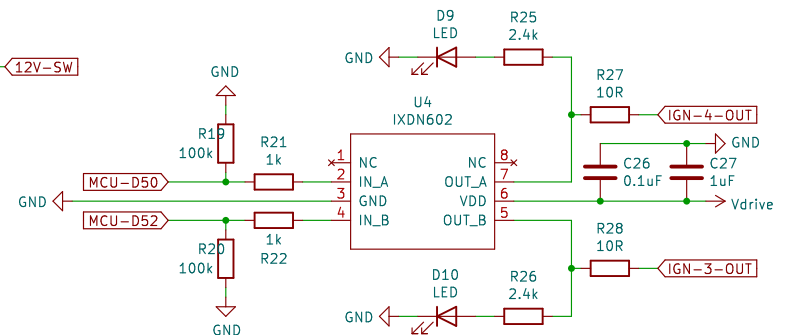 D9
LED
R25
2.4k
GND
12V-SW
GND
R27
10R
U4
IXDN602
IGN-4-OUT
R19
100k
R21
1k
GND
1
NC
NC
8
C26
0.1uF
C27
1uF
MCU-D50
2
IN_A
OUT_A
7
GND
3
GND
VDD
6
Vdrive
MCU-D52
4
IN_B
OUT_B
5
R20
100k
1k
R22
R28
10R
IGN-3-OUT
D10
LED
R26
2.4k
GND
GND